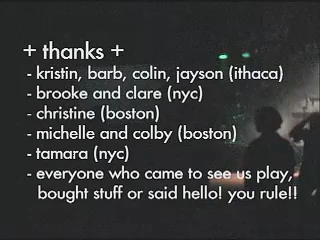 + thanks +
- kristin, barb, colin, jayson (ithaca)
- brooke and clare (nyc)
- christine (boston)
- michelle and colby (boston)
- tamara (nyc)
- everyone who came to see us play,
bought stuff or said hello! you rule!!